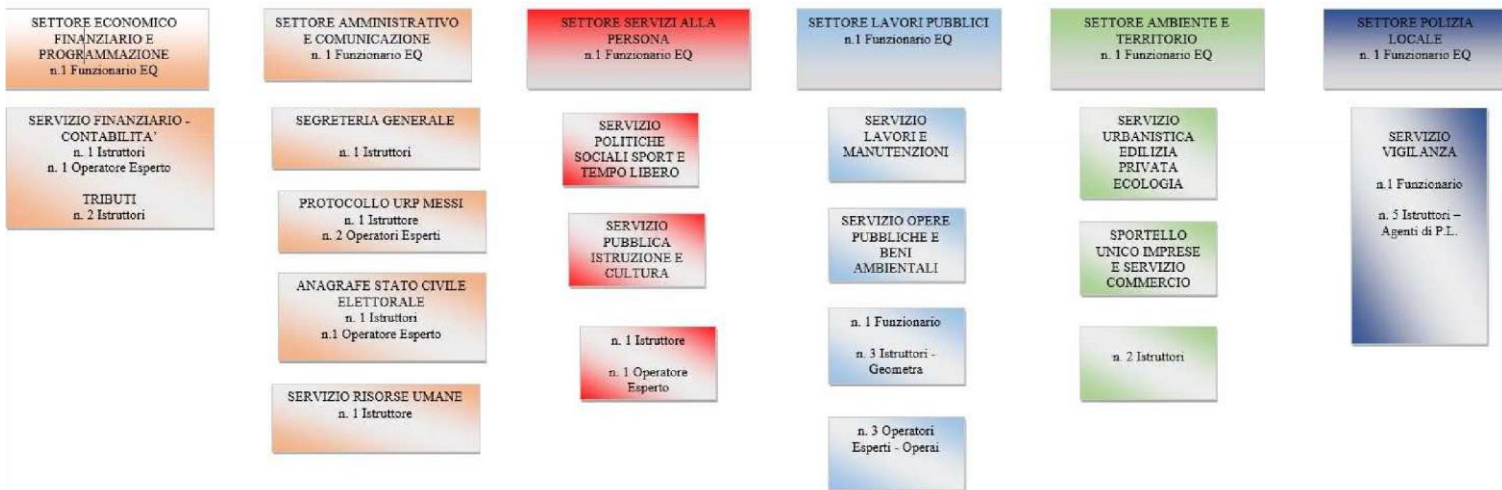 SETTORE ECONOMICO
FINANZIARIO E
PROGRAMMAZIONE
n.1 Funzionario EQ
SERVIZIO FINANZIARIO -
CONTABILITA'
n. 1 Istruttori
n. 1 Operatore Esperto
TRIBUTI
n. 2 Istruttori
SETTORE AMMINISTRATIVO
E COMUNICAZIONE
n. 1 Funzionario EQ
SEGRETERIA GENERALE
n. 1 Istruttori
PROTOCOLLO URP MESSI
n. 1 Istruttore
n. 2 Operatori Esperti
ANAGRAFE STATO CIVILE
ELETTORALE
n. 1 Istruttori
n.1 Operatore Esperto
SERVIZIO RISORSE UMANE
n. 1 Istruttore
SETTORE SERVIZI ALLA
PERSONA
n.1 Funzionario EQ
SERVIZIO
POLITICHE
SOCIALI SPORT E
TEMPO LIBERO
SERVIZIO
PUBBLICA
ISTRUZIONE E
CULTURA
n. 1 Istruttore
n. 1 Operatore
Esperto
SETTORE LAVORI PUBBLICI
n.1 Funzionario EQ
SERVIZIO
LAVORI E
MANUTENZIONI
SERVIZIO OPERE
PUBBLICHE E
BENI
AMBIENTALI
n. 1 Funzionario
n. 3 Istruttori -
Geometra
n. 3 Operatori
Esperti - Operai
SETTORE AMBIENTE E
TERRITORIO
n. 1 Funzionario EQ
SERVIZIO
URBANISTICA
EDILIZIA
PRIVATA
ECOLOGIA
SPORTELLO
UNICO IMPRESE
E SERVIZIO
COMMERCIO
n. 2 Istruttori
SETTORE POLIZIA
LOCALE
n. 1 Funzionario EQ
SERVIZIO
VIGILANZA
n.1 Funzionario
n. 5 Istruttori –
Agenti di P.L.